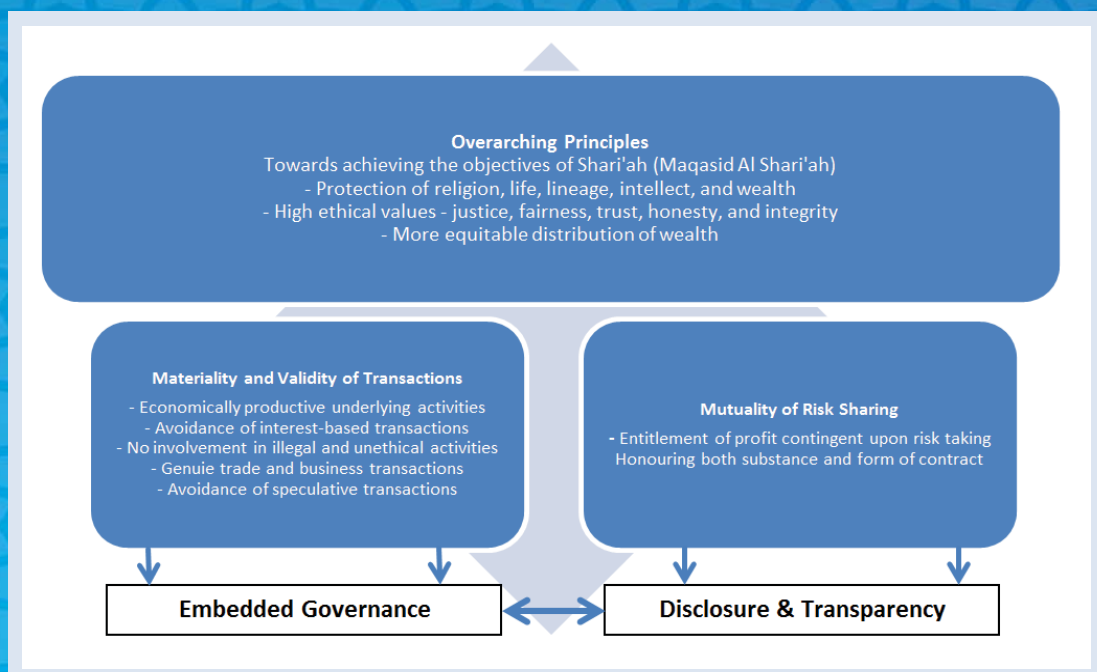 Overarching Principles
Towards achieving the objectives of Shari'ah (Maqasid Al Shari'ah)
- Protection of religion, life, lineage, intellect, and wealth
- High ethical values - justice, fairness, trust, honesty, and integrity
- More equitable distribution of wealth
Materiality and Validity of Transactions
- Economically productive underlying activities
- Avoidance of interest-based transactions
- No involvement in illegal and unethical activities
- Genuie trade and business transactions
- Avoidance of speculative transactions
Mutuality of Risk Sharing
- Entitlement of profit contingent upon risk taking
Honouring both substance and form of contract
Embedded Governance
Disclosure & Transparency